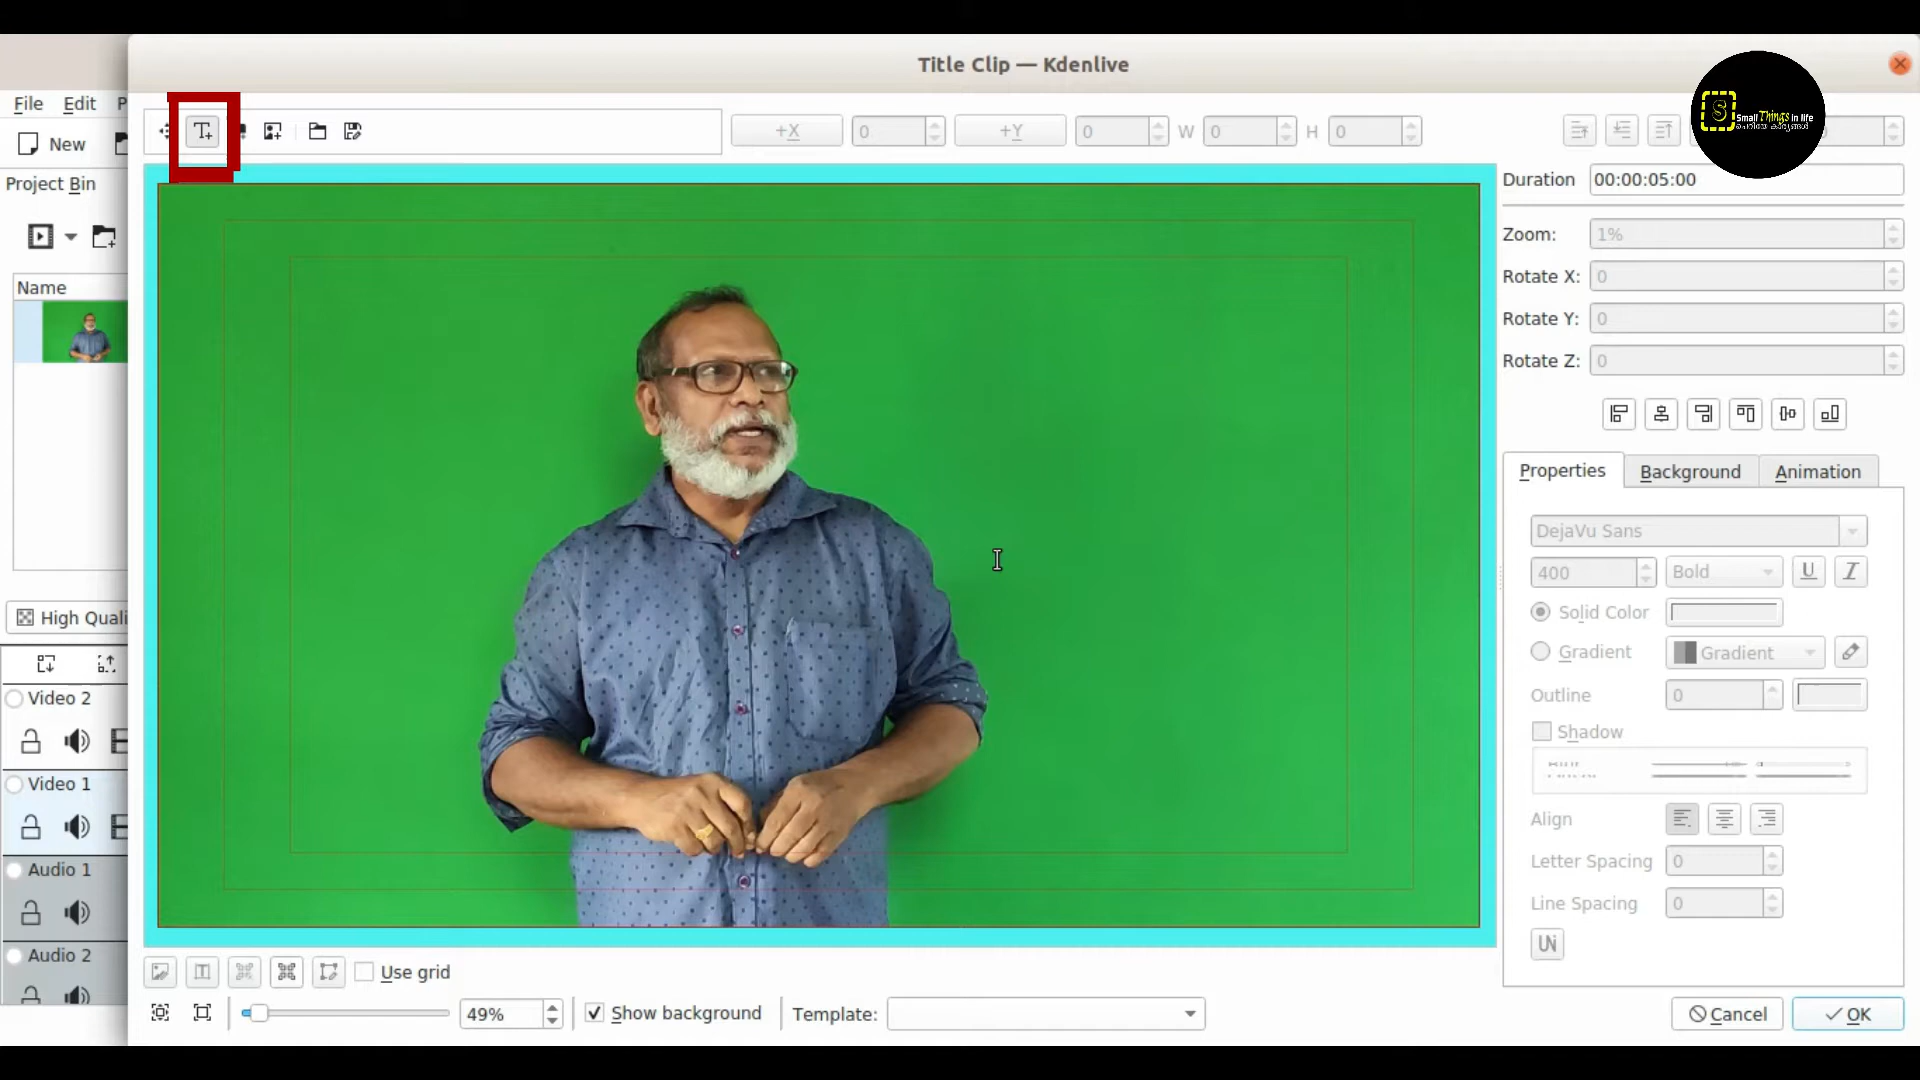 Title Clip — Kdenlive
File Edit P
New
Project Bin
Name
High Quali
Video 2
Video 1
Audio 1
Audio 2
+X 0 +Y 0 W 0 H 0
S Small Things in life
Duration 00:00:05:00
Zoom: 1%
Rotate X: 0
Rotate Y: 0
Rotate Z: 0
Properties Background Animation
DejaVu Sans
400 Bold U I
Solid Color
Gradient Gradient
Outline 0
Shadow
Align
Letter Spacing 0
Line Spacing 0
Use grid
49% Show background Template:
Cancel OK